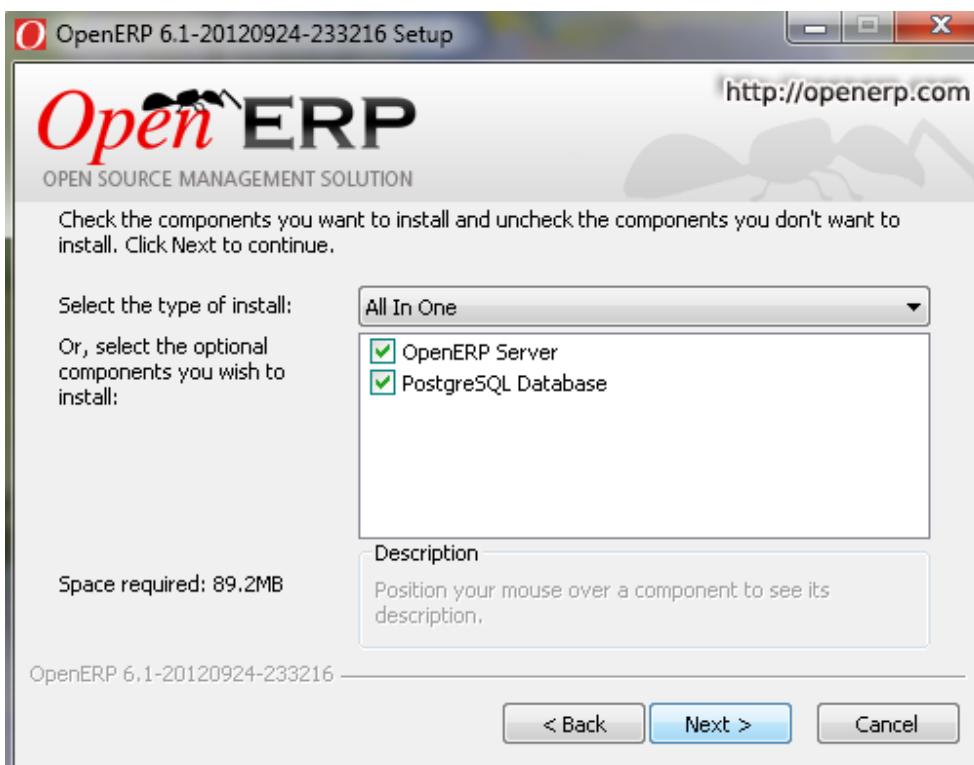 OpenERP 6.1-20120924-233216 Setup
http://openerp.com
Open ERP
OPEN SOURCE MANAGEMENT SOLUTION
Check the components you want to install and uncheck the components you don't want to
install. Click Next to continue.
Select the type of install:
All In One
Or, select the optional
components you wish to
install:
OpenERP Server
PostgreSQL Database
Space required: 89.2MB
Description
Position your mouse over a component to see its
description.
OpenERP 6.1-20120924-233216
< Back
Next >
Cancel